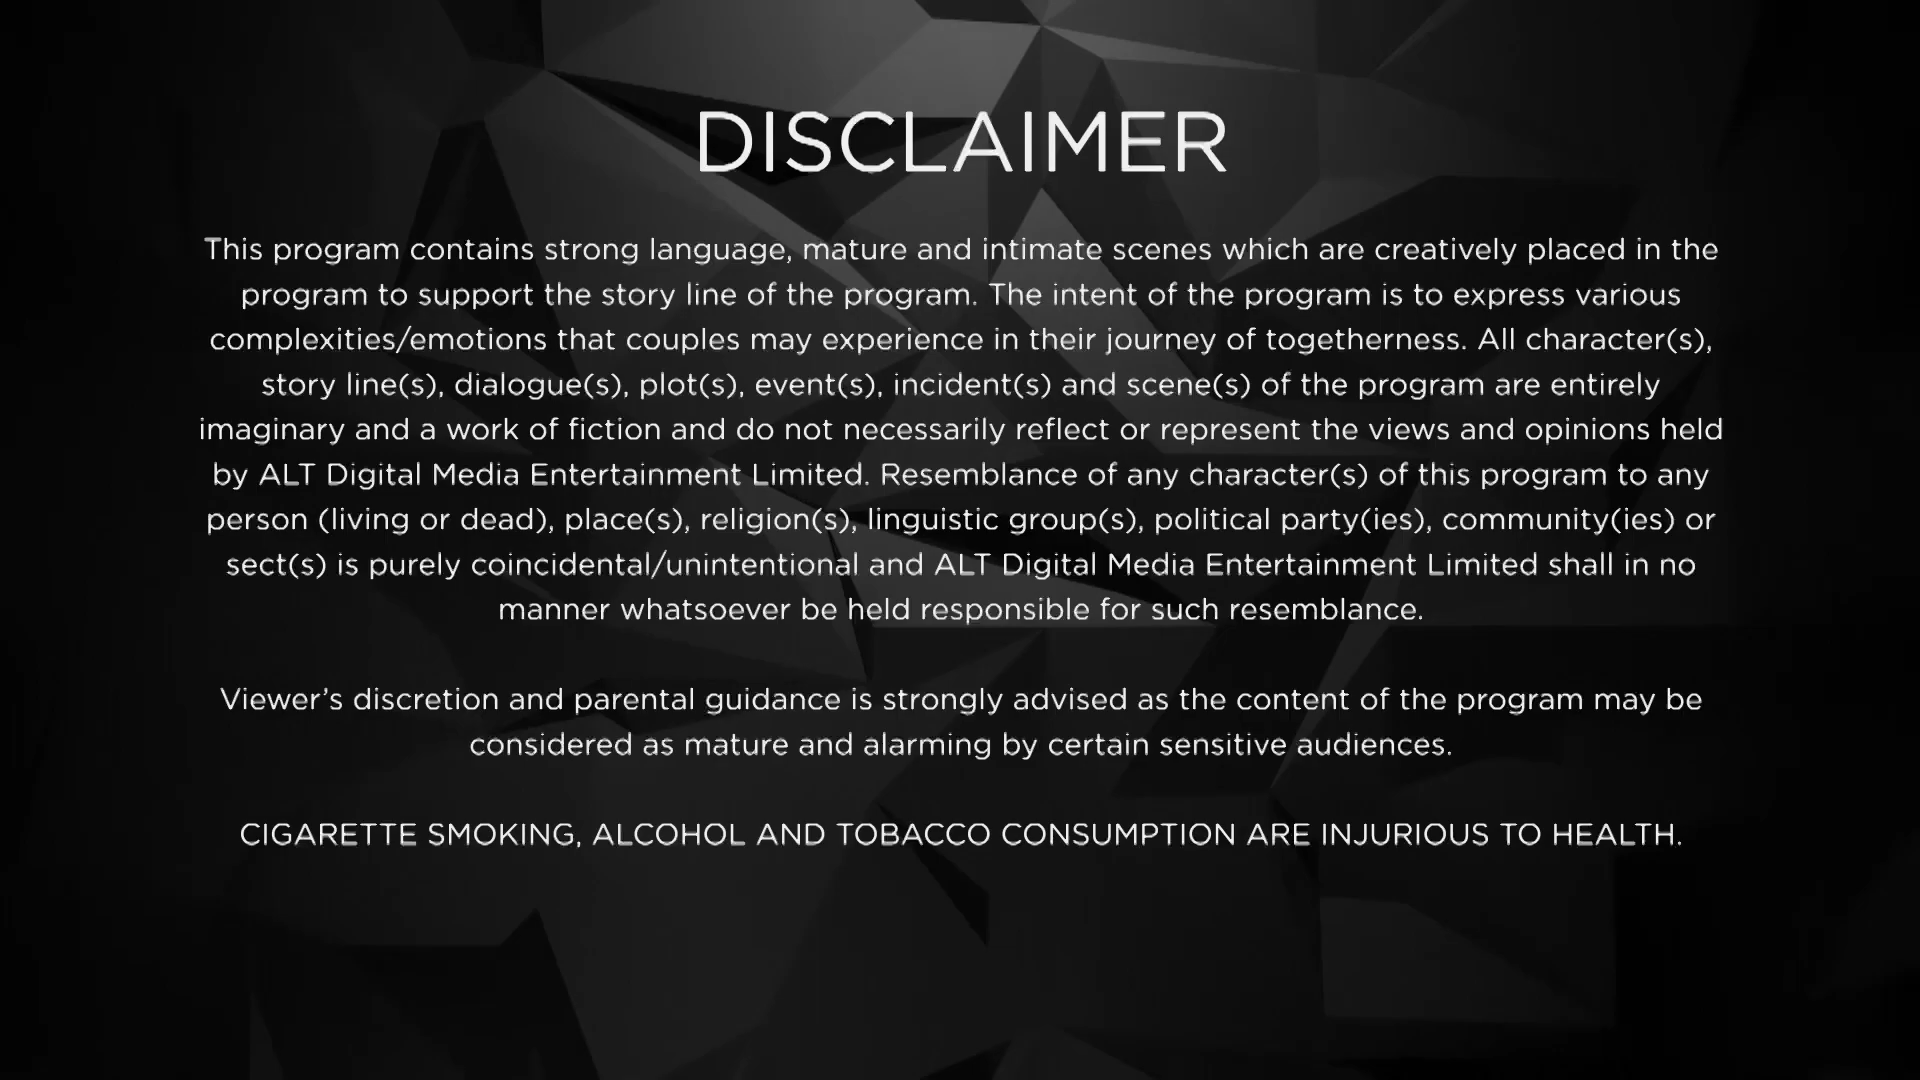 DISCLAIMER
This program contains strong language, mature and intimate scenes which are creatively placed in the
program to support the story line of the program. The intent of the program is to express various
complexities/emotions that couples may experience in their journey of togetherness. All character(s),
story line(s), dialogue(s), plot(s), event(s), incident(s) and scene(s) of the program are entirely
imaginary and a work of fiction and do not necessarily reflect or represent the views and opinions held
by ALT Digital Media Entertainment Limited. Resemblance of any character(s) of this program to any
person (living or dead), place(s), religion(s), linguistic group(s), political party(ies), community(ies) or
sect(s) is purely coincidental/unintentional and ALT Digital Media Entertainment Limited shall in no
manner whatsoever be held responsible for such resemblance.
Viewer’s discretion and parental guidance is strongly advised as the content of the program may be
considered as mature and alarming by certain sensitive audiences.
CIGARETTE SMOKING, ALCOHOL AND TOBACCO CONSUMPTION ARE INJURIOUS TO HEALTH.